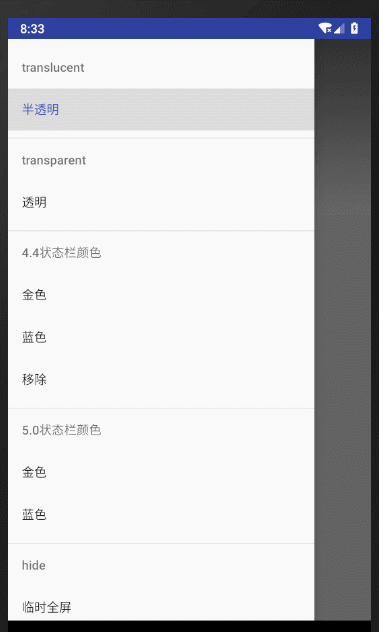 8:33
translucent
半透明
transparent
透明
4.4状态栏颜色
金色
蓝色
移除
5.0状态栏颜色
金色
蓝色
hide
临时全屏